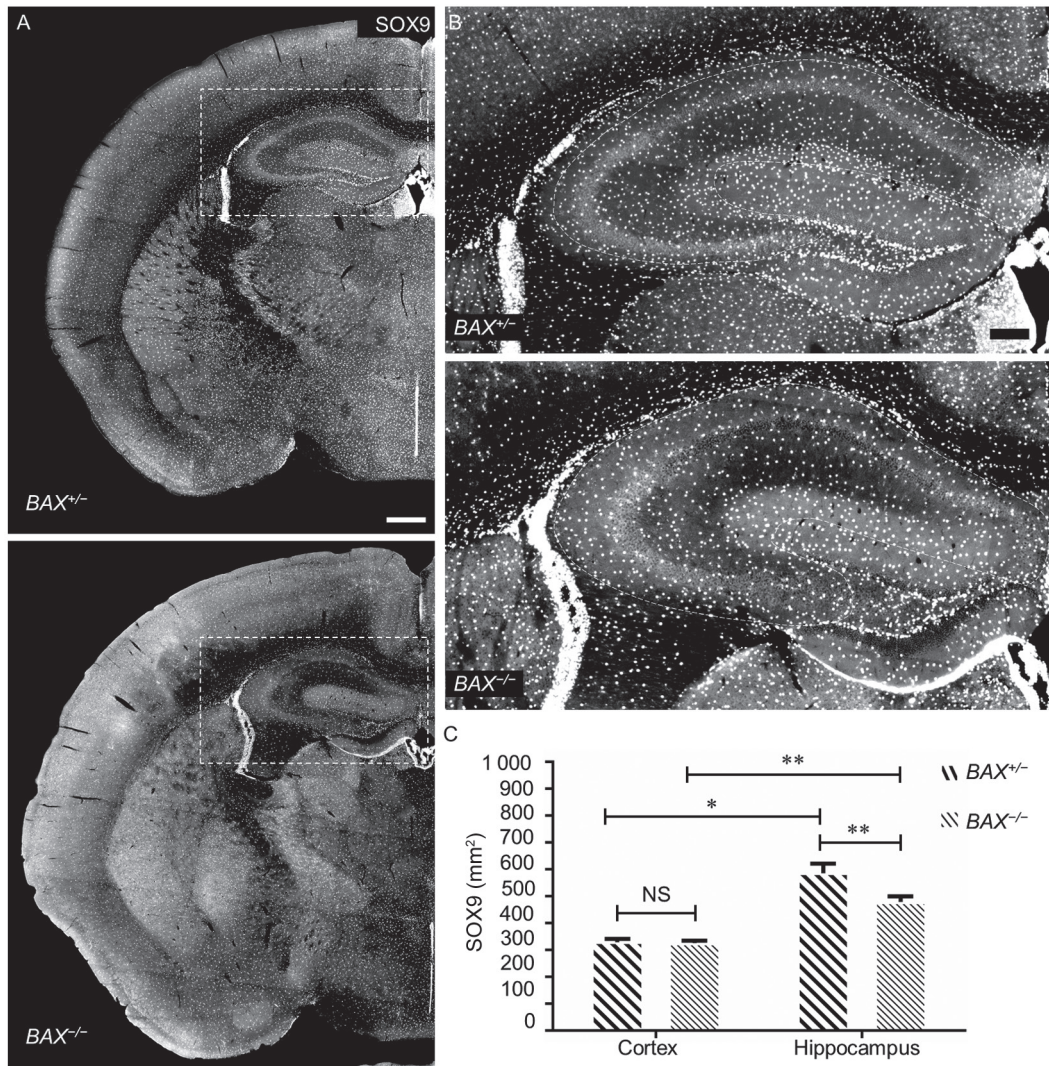 A
SOX9
BAX+/−
BAX−/−
B
BAX+/−
BAX−/−
C
SOX9 (mm²)
1 000
900
800
700
600
500
400
300
200
100
0
**
*
**
NS
BAX+/−
BAX−/−
Cortex
Hippocampus